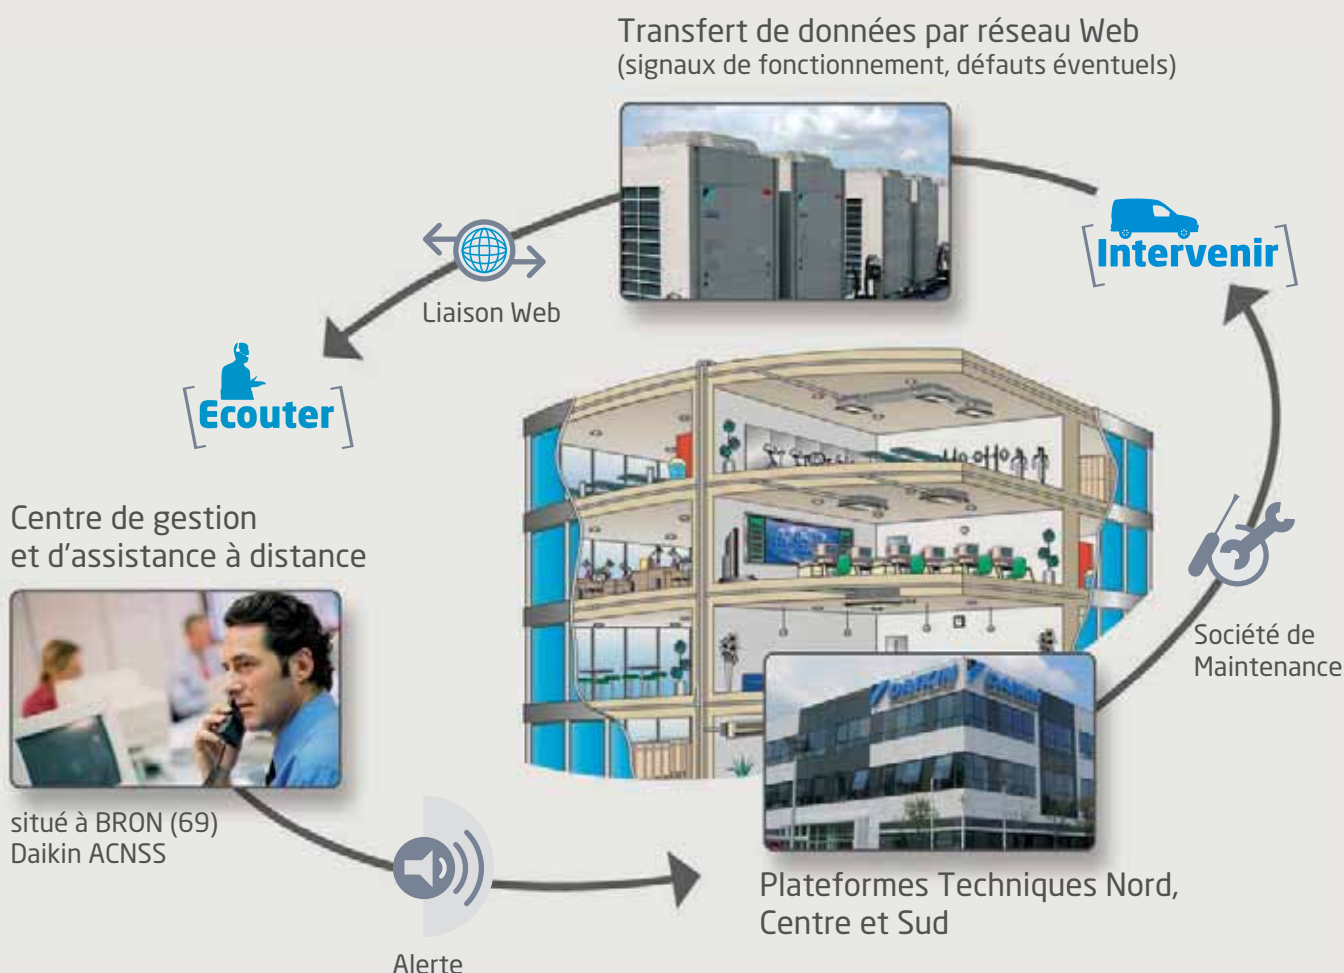 Transfert de données par réseau Web
(signaux de fonctionnement, défauts éventuels)
Intervenir
Liaison Web
Ecouter
Centre de gestion
et d'assistance à distance
Société de
Maintenance
DAIKIN
situé à BRON (69)
Daikin ACNSS
Plateformes Techniques Nord,
Centre et Sud
Alerte